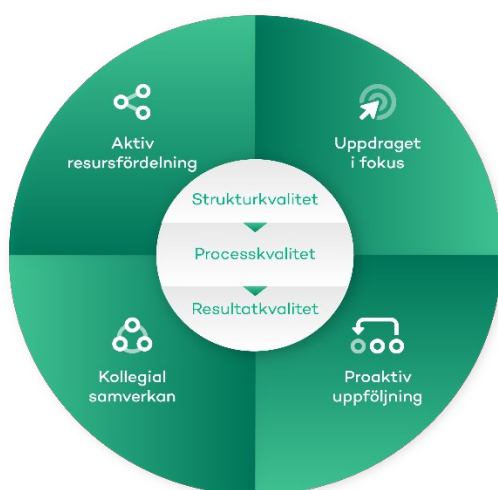 Aktiv
resursfördelning
Uppdraget
i fokus
Strukturkvalitet
Processkvalitet
Resultatkvalitet
Kollegial
samverkan
Proaktiv
uppföljning